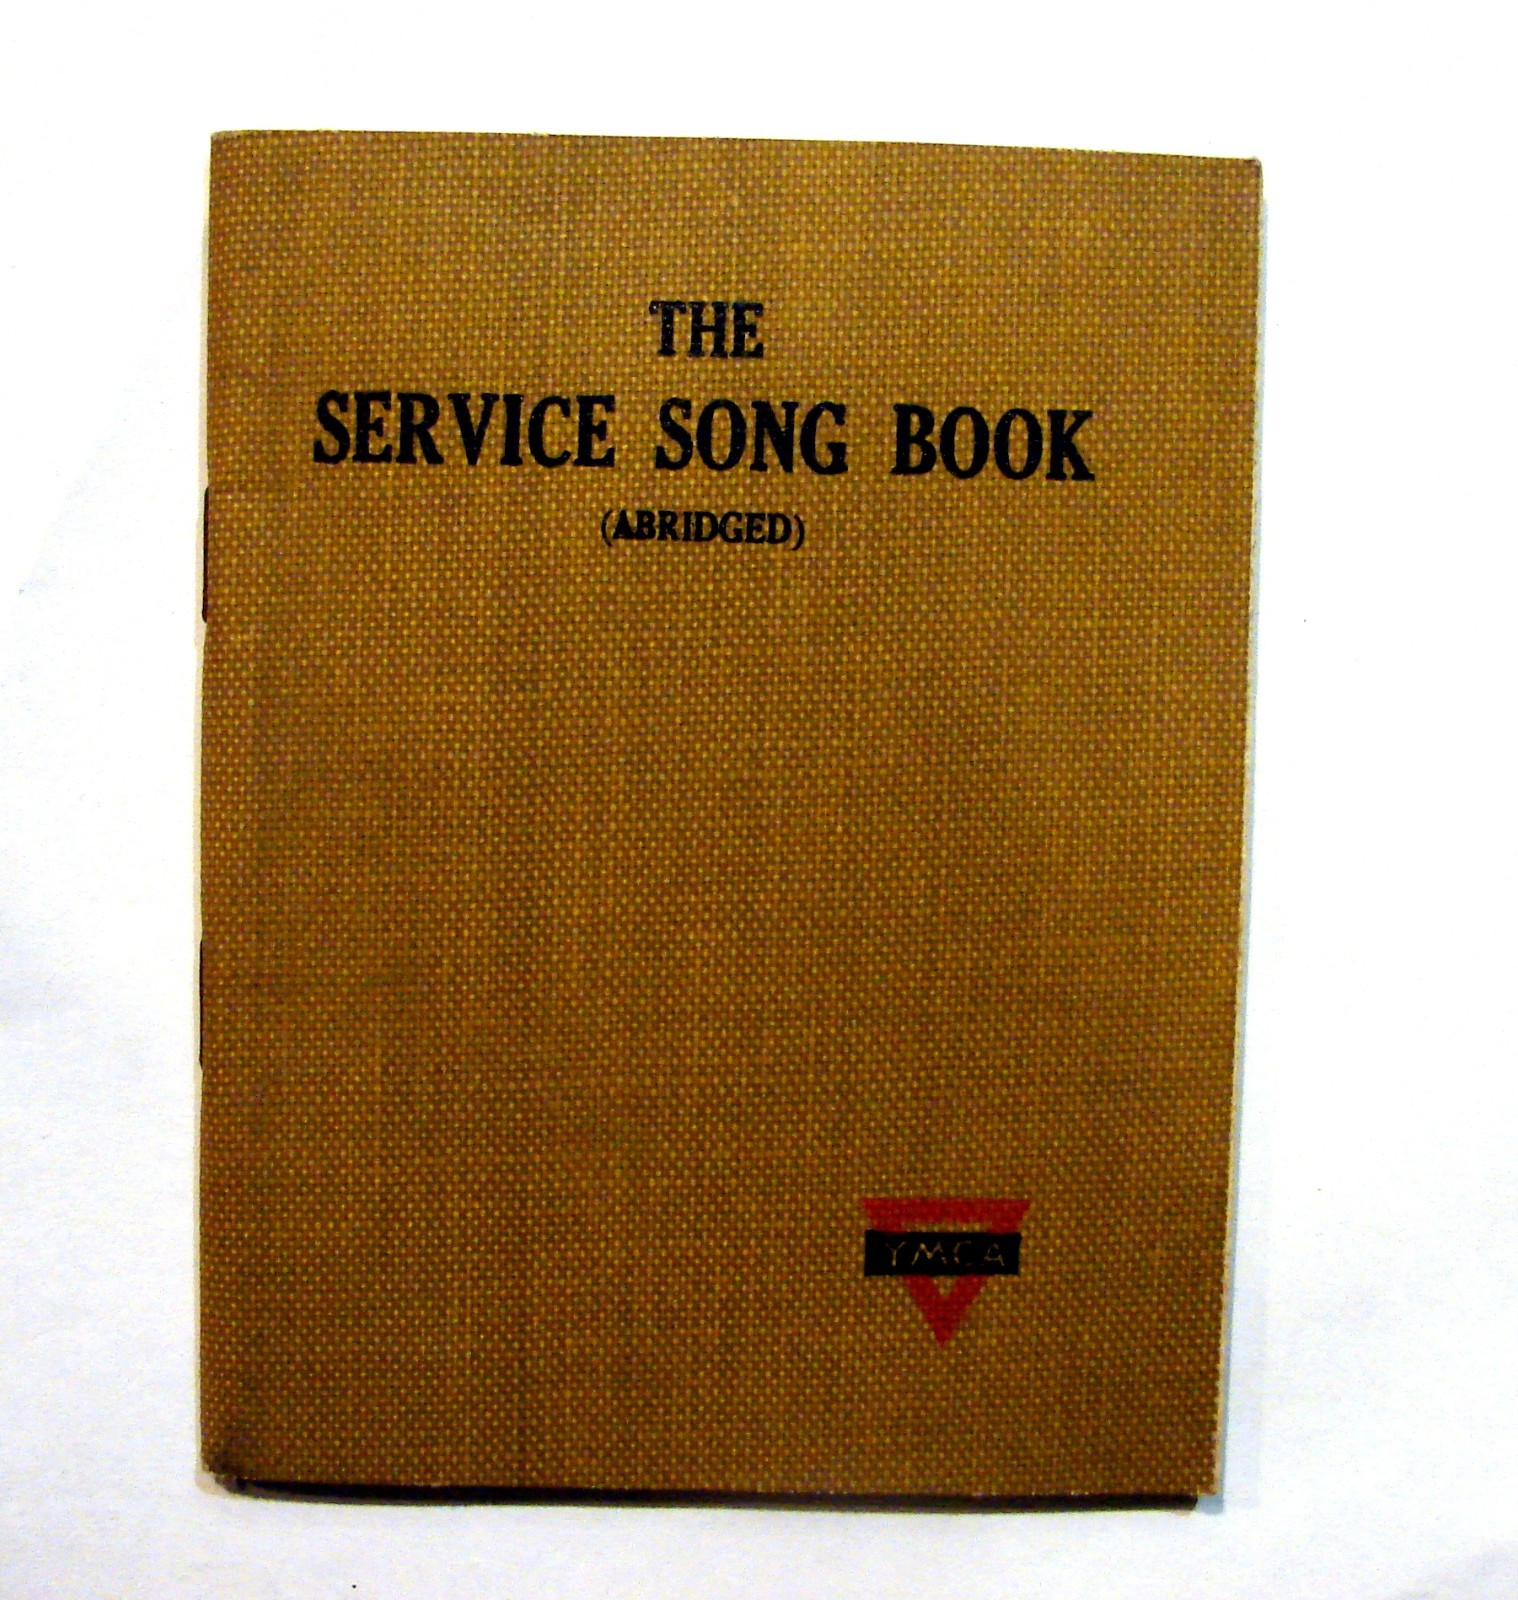 THE
SERVICE SONG BOOK
(ABRIDGED)
YMCA